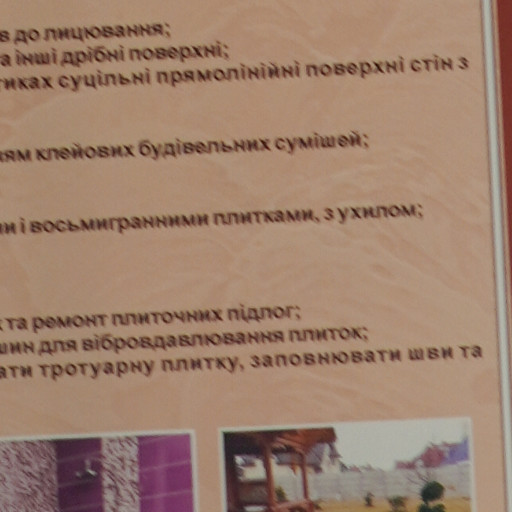 в до лицювання;
а інші дрібні поверхні;
тиках суцільні прямолінійні поверхні стін з
ням клейових будівельних сумішей;
и і восьмигранними плитками, з ухилом;
та ремонт плиточних підлог;
шин для вібровдавлювання плиток;
ати тротуарну плитку, заповнювати шви та